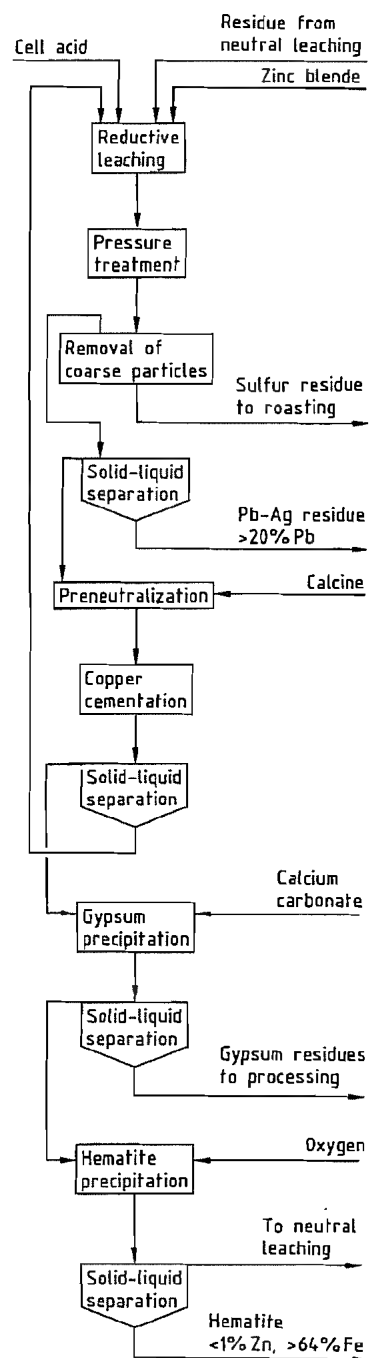 Residue from
neutral leaching
Cell acid
Zinc blende
Reductive
leaching
Pressure
treatment
Removal of
coarse particles
Sulfur residue
to roasting
Solid-liquid
separation
Pb-Ag residue
>20% Pb
Calcine
Preneutralization
Copper
cementation
Solid-liquid
separation
Calcium
carbonate
Gypsum
precipitation
Solid-liquid
separation
Gypsum residues
to processing
Oxygen
Hematite
precipitation
To neutral
leaching
Solid-liquid
separation
Hematite
<1% Zn, >64% Fe